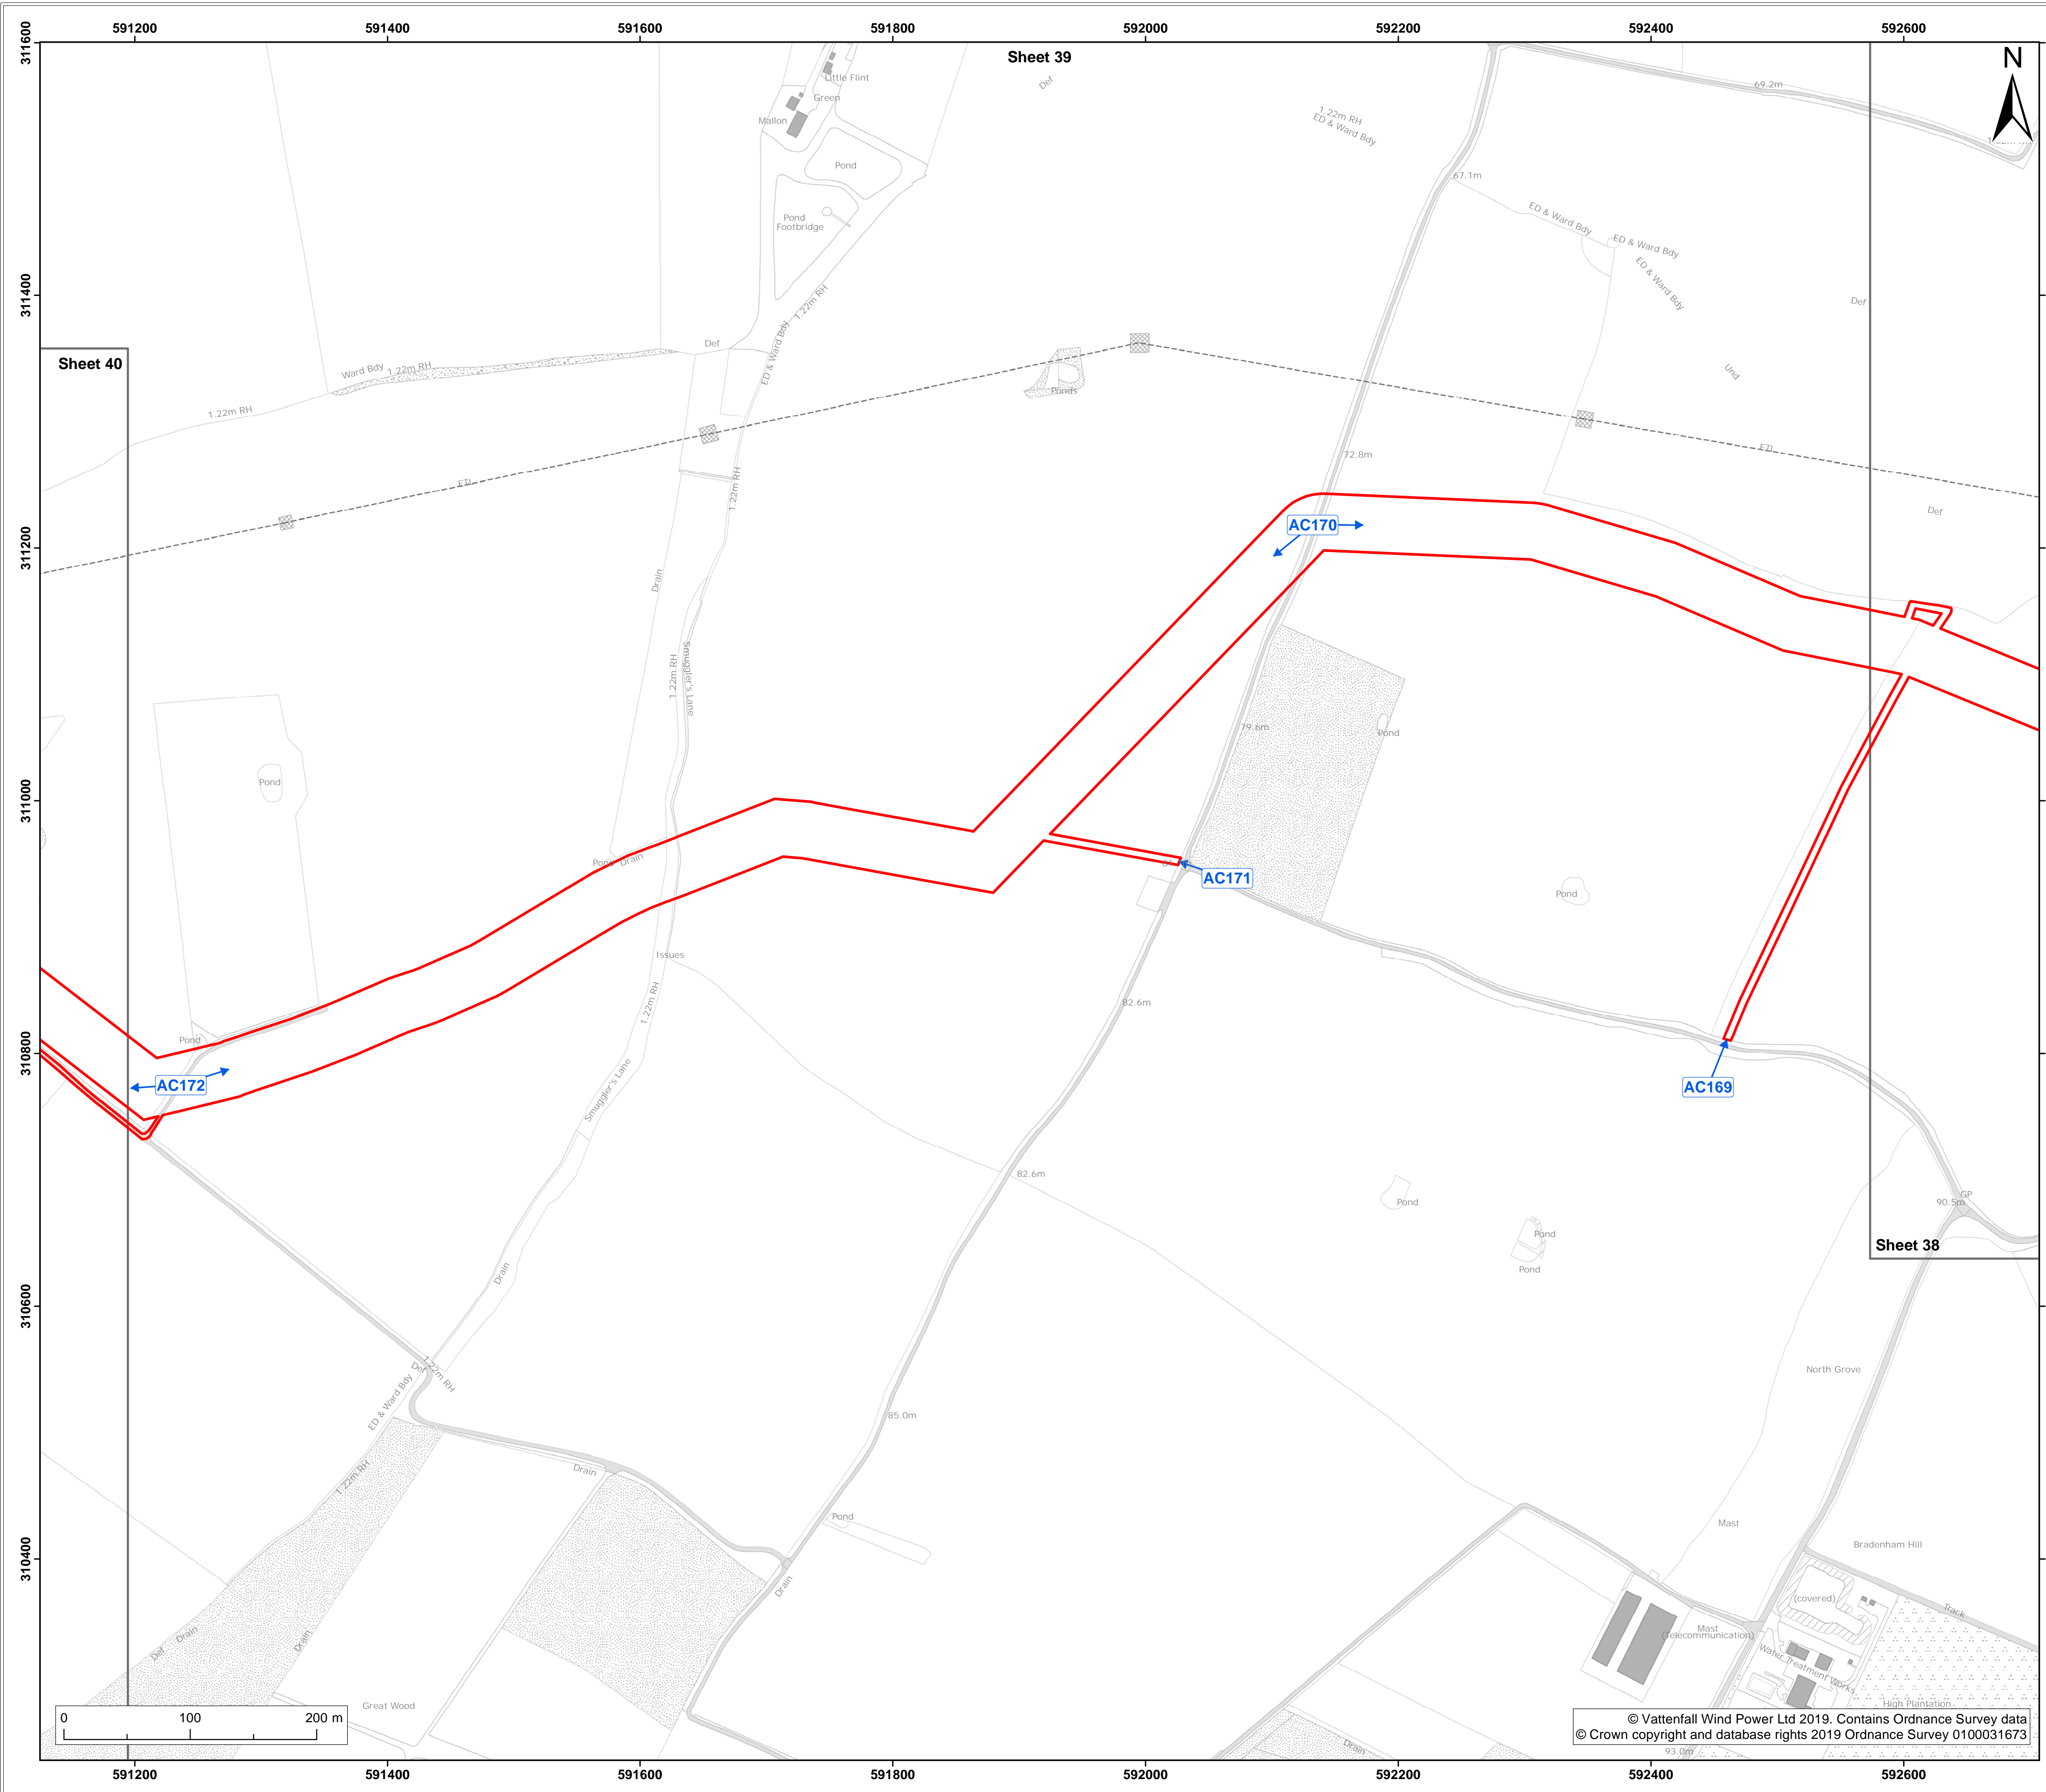 591200
591400
591600
591800
592000
592200
592400
592600
311600
311400
311200
311000
310800
310600
310400
Sheet 39
N
Little Flint
Green
Mallon
Pond
Pond
Footbridge
Def
1.22m RH
ED & Ward Bdy
69.2m
67.1m
ED & Ward Bdy
ED & Ward Bdy
ED & Ward Bdy
Def
Und
Sheet 40
Ward Bdy
1.22m RH
1.22m RH
Def
ED & Ward Bdy
1.22m RH
Ponds
ETL
ETL
72.8m
1.22m RH
Def
AC170
Drain
1.22m RH
Smuggler's Lane
79.6m
Pond
Pond
Pond
Drain
AC171
Pond
Issues
1.22m RH
82.6m
Pond
AC172
AC169
Smuggler's Lane
82.6m
Pond
Pond
Pond
GP
90.5m
Sheet 38
Drain
1.22m RH
Def
ED & Ward Bdy
North Grove
85.0m
1.22m RH
Drain
Pond
Mast
Bradenham Hill
Drain
(covered)
Track
Mast
(Telecommunication)
Water Treatment Works
High Plantation
Def
Drain
Drain
Great Wood
Drain
93.0m
0
100
200 m
© Vattenfall Wind Power Ltd 2019. Contains Ordnance Survey data
© Crown copyright and database rights 2019 Ordnance Survey 0100031673
591200
591400
591600
591800
592000
592200
592400
592600